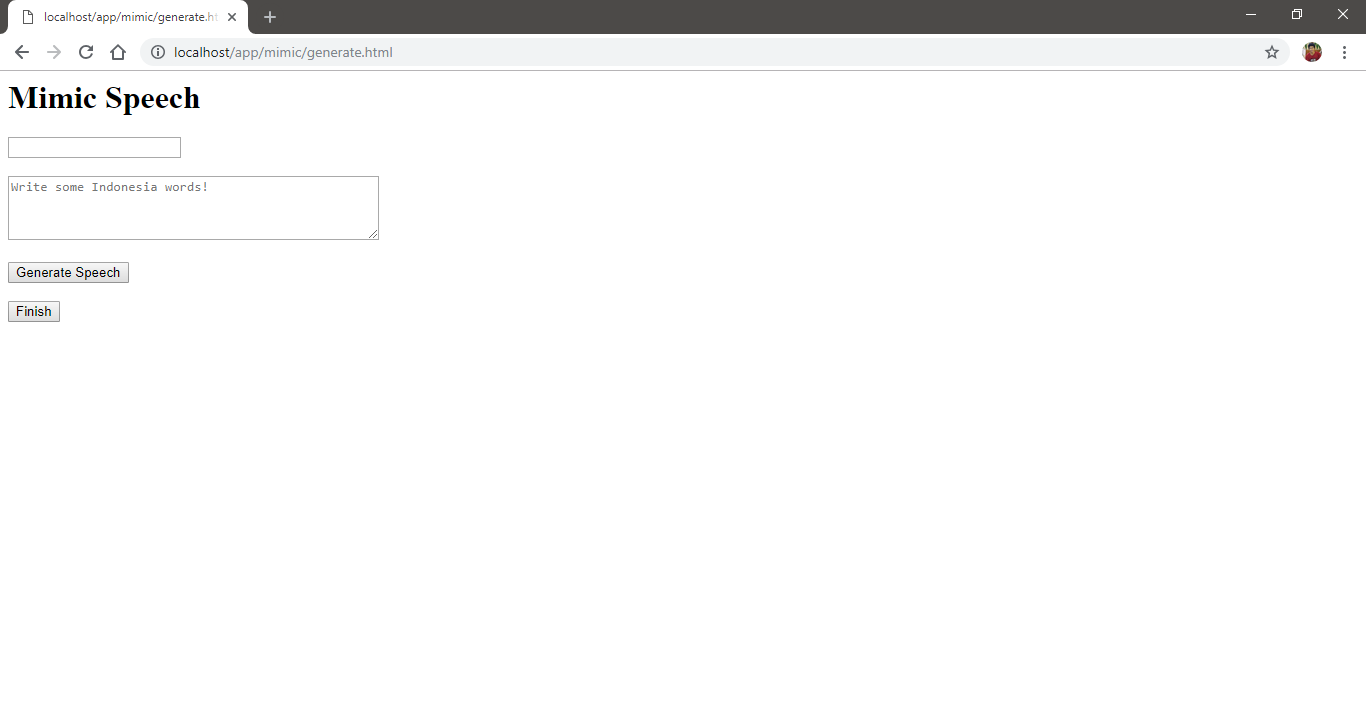 localhost/app/mimic/generate.ht
localhost/app/mimic/generate.html
Mimic Speech
Write some Indonesia words!
Generate Speech
Finish